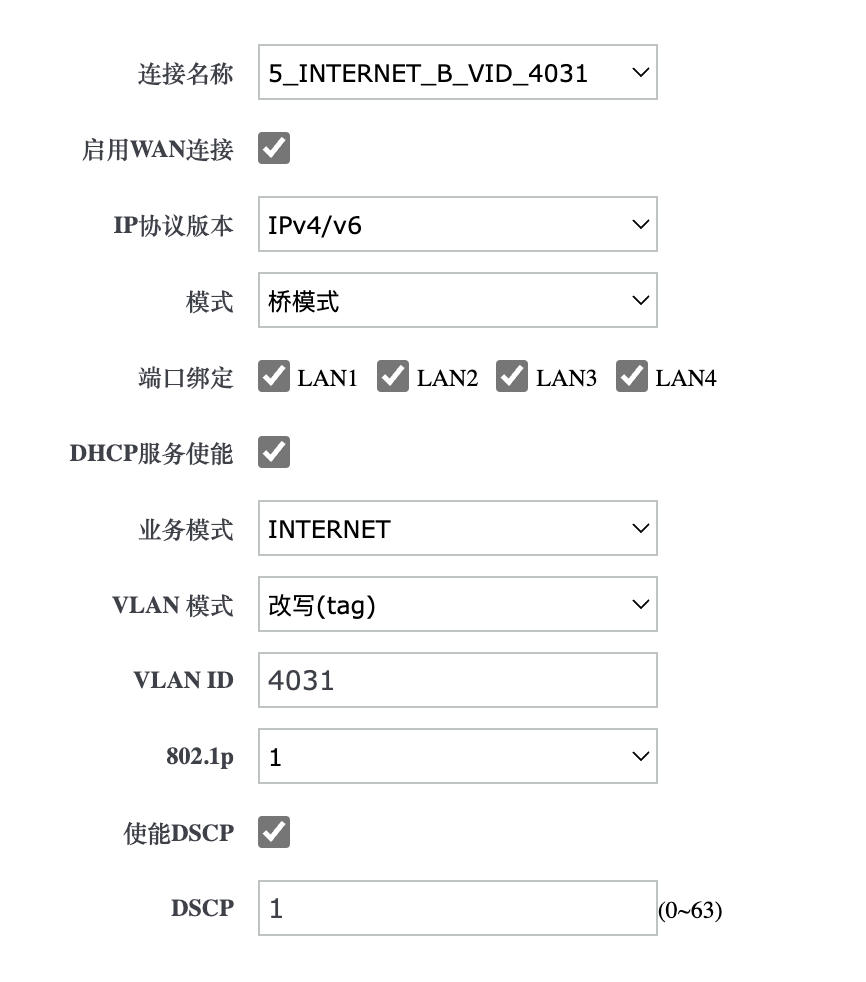 连接名称 5_INTERNET_B_VID_4031
启用WAN连接
IP协议版本 IPv4/v6
模式 桥模式
端口绑定 LAN1 LAN2 LAN3 LAN4
DHCP服务使能
业务模式 INTERNET
VLAN 模式 改写(tag)
VLAN ID 4031
802.1p 1
使能DSCP
DSCP 1 (0~63)